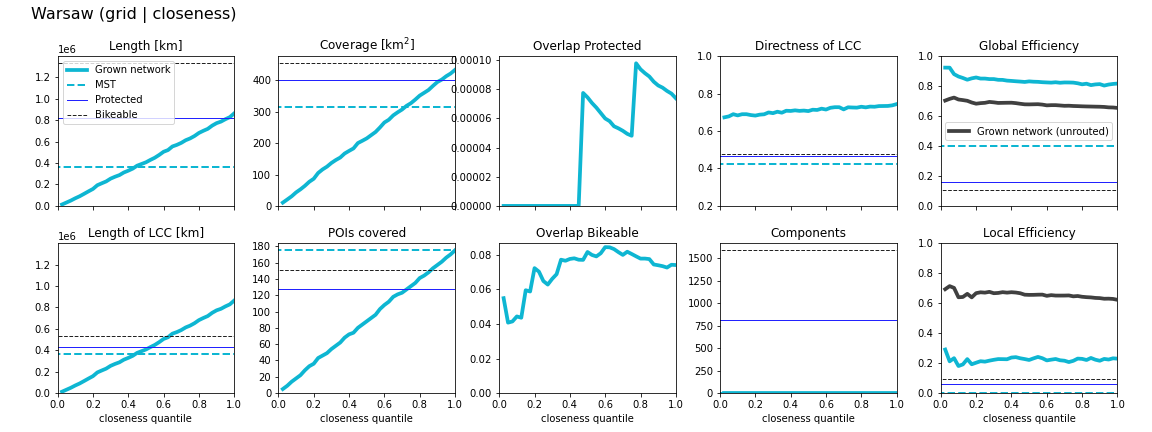 Warsaw (grid | closeness)
Length [km]
1e6
1.2
1.0
0.8
0.6
0.4
0.2
0.0
Grown network
MST
Protected
Bikeable
Coverage [km²]
400
300
200
100
0
Overlap Protected
0.00010
0.00008
0.00006
0.00004
0.00002
0.00000
Directness of LCC
1.0
0.8
0.6
0.4
0.2
Global Efficiency
1.0
0.8
0.6
0.4
0.2
0.0
Grown network (unrouted)
Length of LCC [km]
1e6
1.2
1.0
0.8
0.6
0.4
0.2
0.0
0.0 0.2 0.4 0.6 0.8 1.0
closeness quantile
POIs covered
180
160
140
120
100
80
60
40
20
0
0.0 0.2 0.4 0.6 0.8 1.0
closeness quantile
Overlap Bikeable
0.08
0.06
0.04
0.02
0.00
0.0 0.2 0.4 0.6 0.8 1.0
closeness quantile
Components
1500
1250
1000
750
500
250
0
0.0 0.2 0.4 0.6 0.8 1.0
closeness quantile
Local Efficiency
1.0
0.8
0.6
0.4
0.2
0.0
0.0 0.2 0.4 0.6 0.8 1.0
closeness quantile